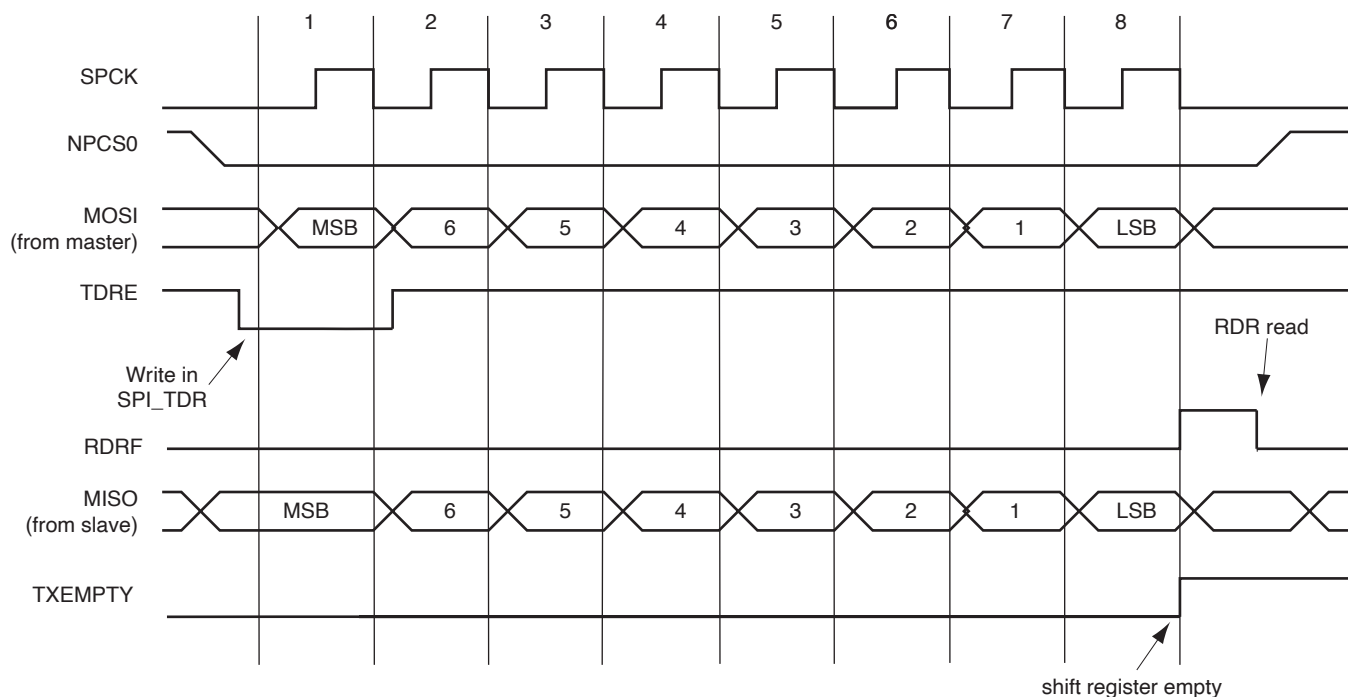 1 2 3 4 5 6 7 8
SPCK
NPCS0
MOSI
(from master)
MSB 6 5 4 3 2 1 LSB
TDRE
RDR read
Write in
SPI_TDR
RDRF
MISO
(from slave)
MSB 6 5 4 3 2 1 LSB
TXEMPTY
shift register empty